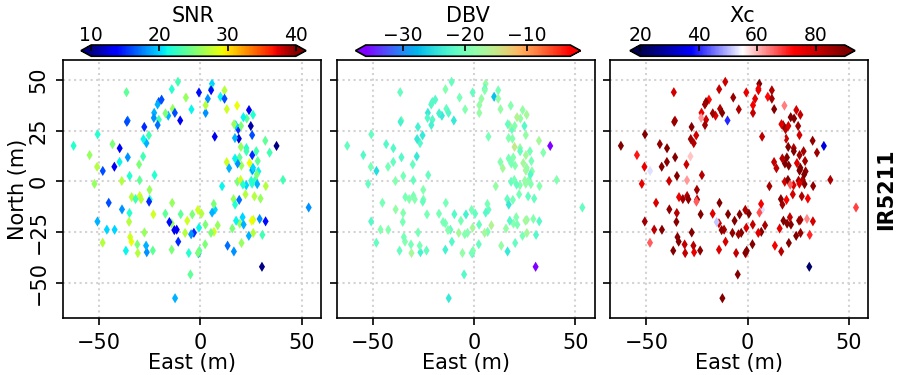 SNR DBV Xc
10 20 30 40 −30 −20 −10 20 40 60 80
50
25
0
−25
−50
North (m)
−50 0 50 −50 0 50 −50 0 50
East (m) East (m) East (m)
IR5211